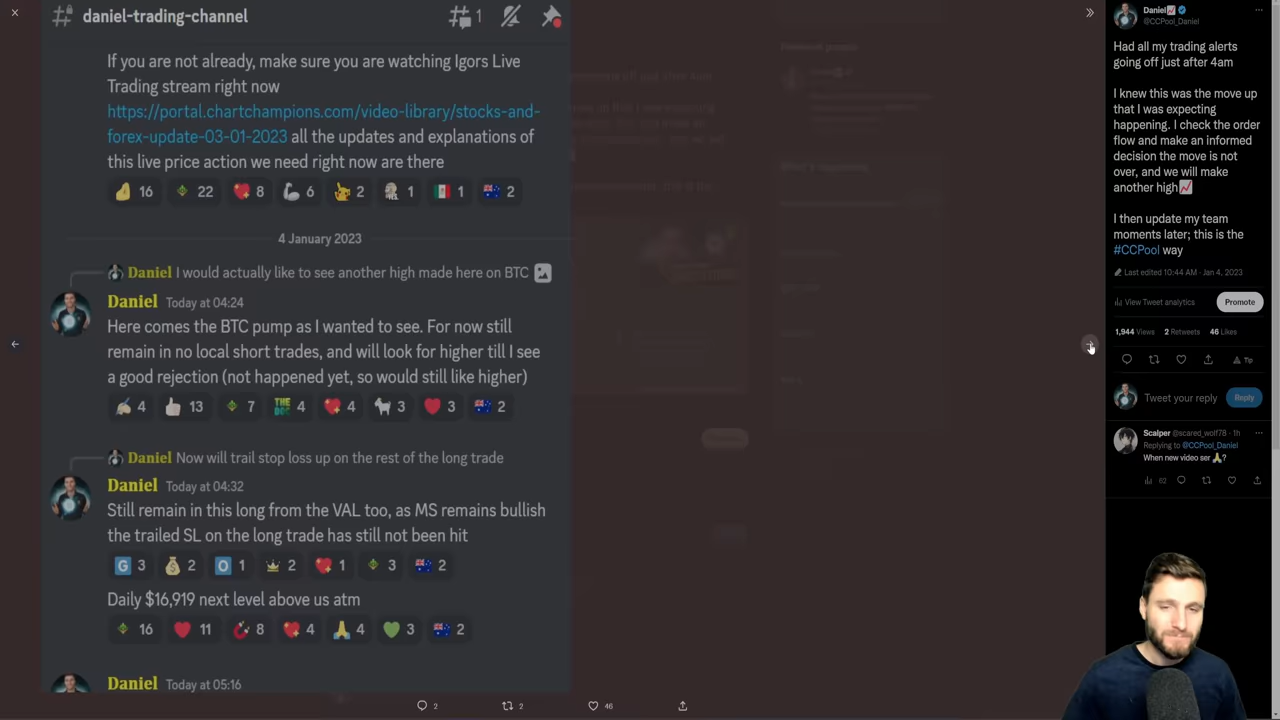 daniel-trading-channel
1
If you are not already, make sure you are watching Igors Live
Trading stream right now
https://portal.chartchampions.com/video-library/stocks-and-
forex-update-03-01-2023 all the updates and explanations of
this live price action we need right now are there
16 22 8 6 2 1 1 2
4 January 2023
Daniel I would actually like to see another high made here on BTC
Daniel Today at 04:24
Here comes the BTC pump as I wanted to see. For now still
remain in no local short trades, and will look for higher till I see
a good rejection (not happened yet, so would still like higher)
4 13 7 4 4 3 3 2
Daniel Now will trail stop loss up on the rest of the long trade
Daniel Today at 04:32
Still remain in this long from the VAL too, as MS remains bullish
the trailed SL on the long trade has still not been hit
G 3 2 O 1 2 1 3 2
Daily $16,919 next level above us atm
16 11 8 4 4 3 2
Daniel Today at 05:16
2 2 46
Daniel
@CCPool_Daniel
Had all my trading alerts
going off just after 4am
I knew this was the move up
that I was expecting
happening. I check the order
flow and make an informed
decision the move is not
over, and we will make
another high
I then update my team
moments later; this is the
#CCPool way
Last edited 10:44 AM · Jan 4, 2023
View Tweet analytics
Promote
1,944 Views 2 Retweets 46 Likes
Tip
Tweet your reply
Reply
Scalper @scared_wolf78 · 1h
Replying to @CCPool_Daniel
When new video ser ?
62